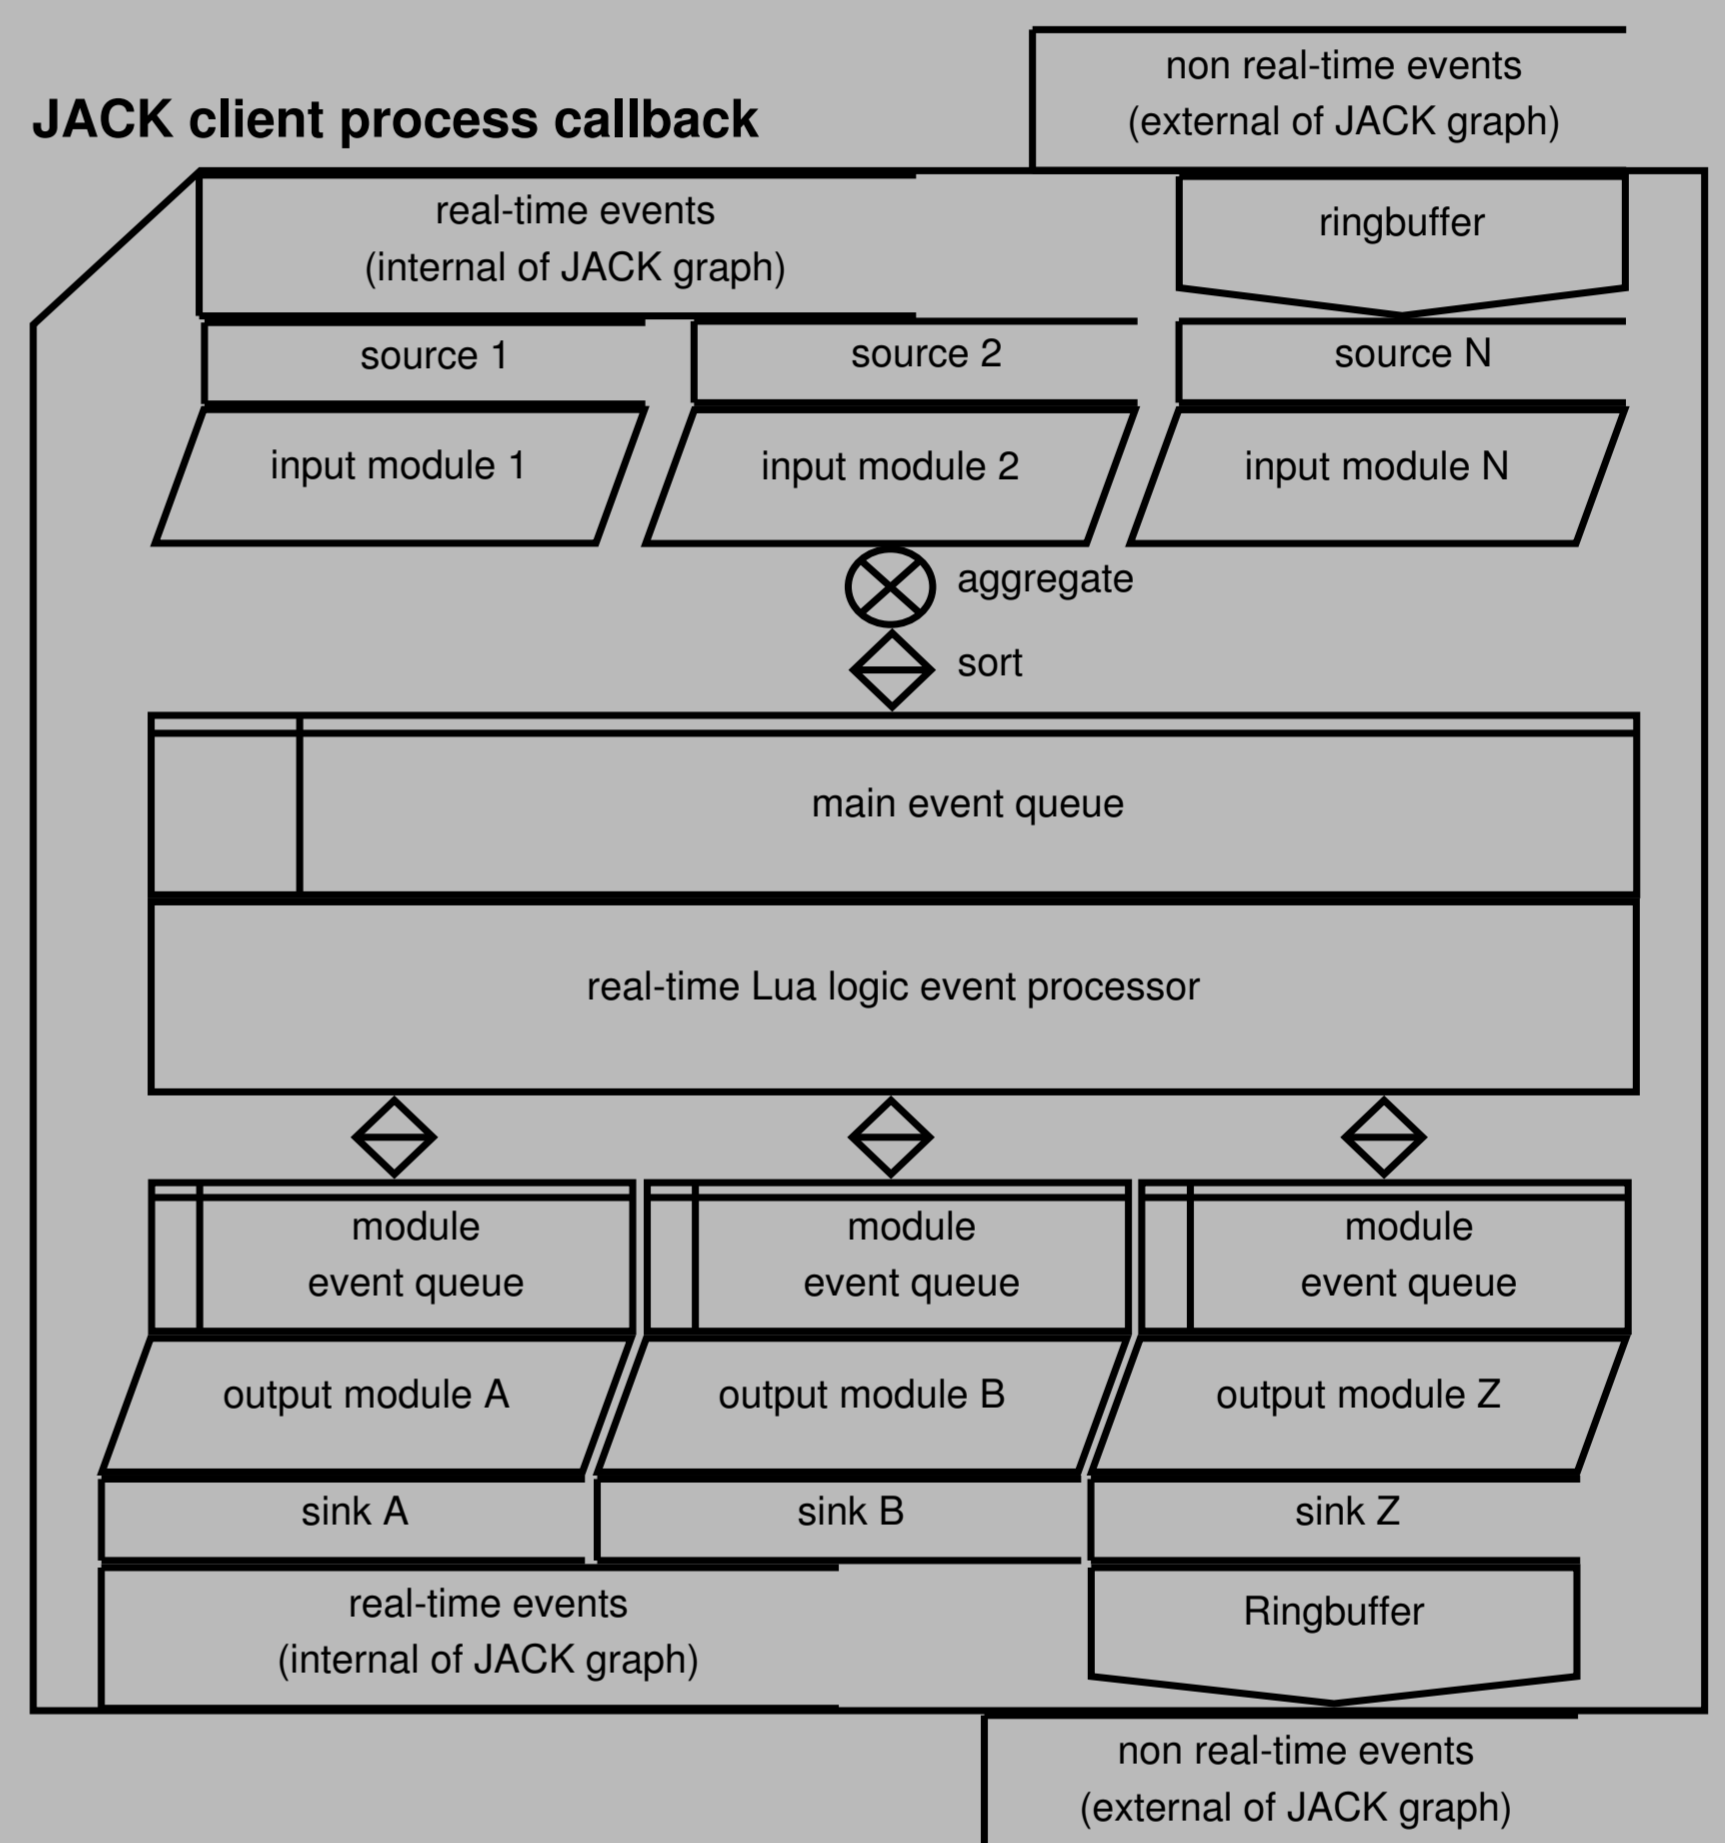 non real-time events
(external of JACK graph)
JACK client process callback
real-time events
(internal of JACK graph)
ringbuffer
source 1
source 2
source N
input module 1
input module 2
input module N
aggregate
sort
main event queue
real-time Lua logic event processor
module
event queue
module
event queue
module
event queue
output module A
output module B
output module Z
sink A
sink B
sink Z
real-time events
(internal of JACK graph)
Ringbuffer
non real-time events
(external of JACK graph)